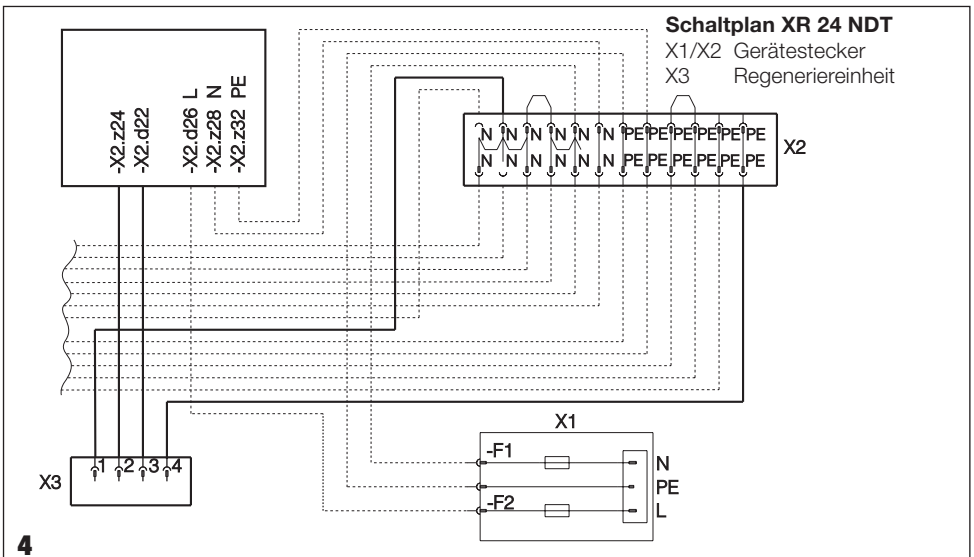 Schaltplan XR 24 NDT
X1/X2 Gerätestecker
X3 Regeneriereinheit
-X2.z24
-X2.d22
-X2.d26 L
-X2.z28 N
-X2.z32 PE
N N N N N N PE PE PE PE PE PE
N N N N N N PE PE PE PE PE PE
X2
X1
-F1
N
PE
-F2
L
X3
1 2 3 4
4